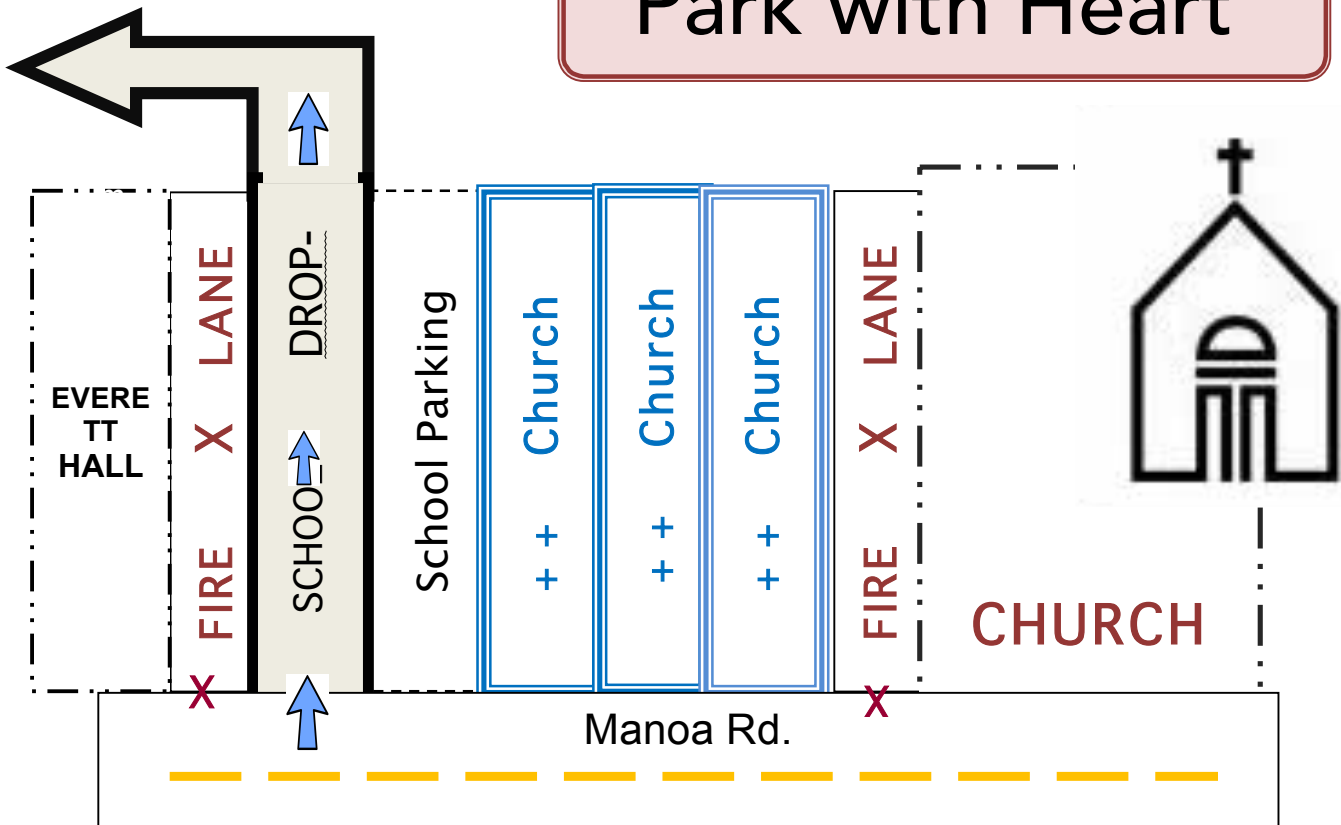 Park with Heart
EVERE
TT
HALL
FIRE X LANE
X
SCHOO
DROP-
School Parking
+ + Church
+ + Church
+ + Church
FIRE X LANE
X
CHURCH
Manoa Rd.